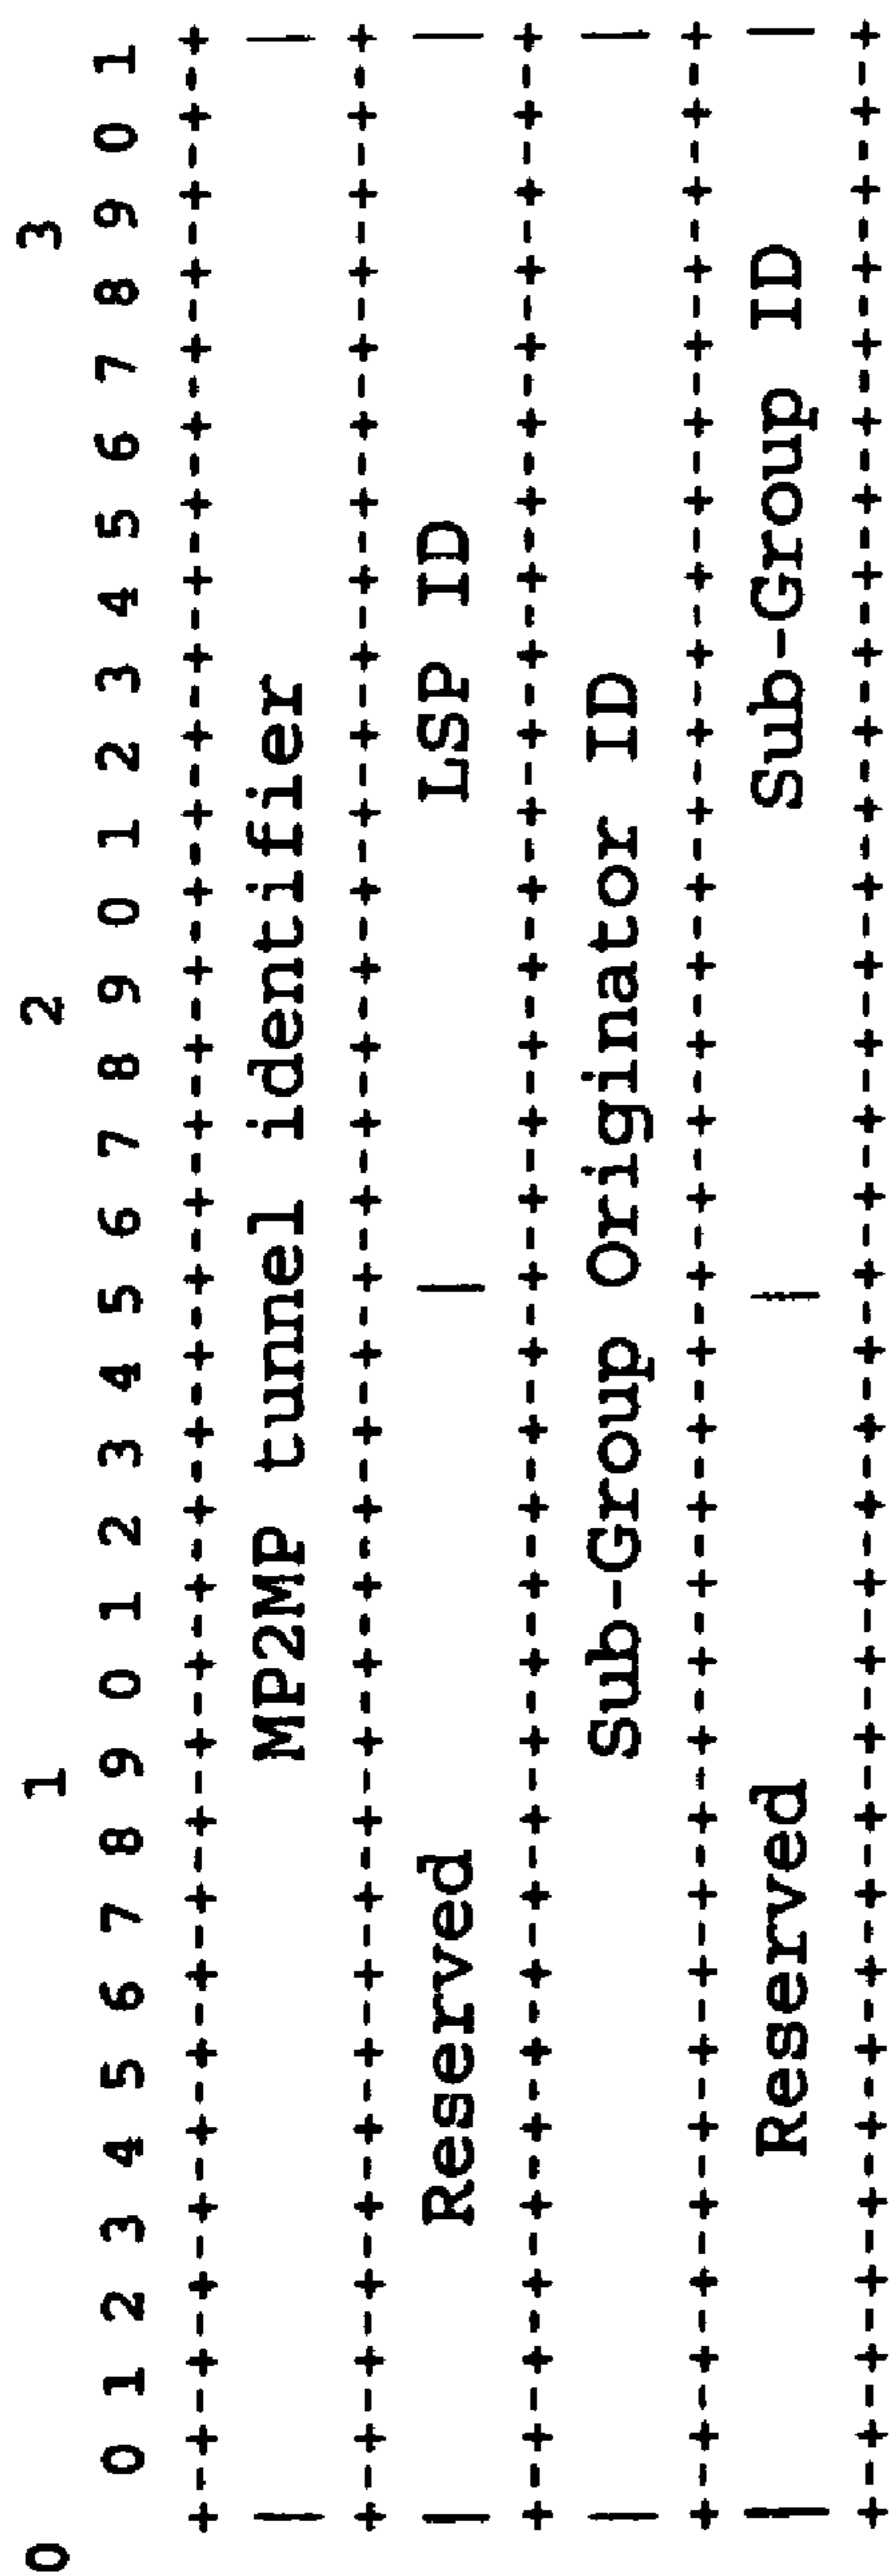 0                   1                   2                   3
  0 1 2 3 4 5 6 7 8 9 0 1 2 3 4 5 6 7 8 9 0 1 2 3 4 5 6 7 8 9 0 1
 +-+-+-+-+-+-+-+-+-+-+-+-+-+-+-+-+-+-+-+-+-+-+-+-+-+-+-+-+-+-+-+-+
 |                   MP2MP tunnel identifier                     |
 +-+-+-+-+-+-+-+-+-+-+-+-+-+-+-+-+-+-+-+-+-+-+-+-+-+-+-+-+-+-+-+-+
 |       Reserved                |            LSP ID             |
 +-+-+-+-+-+-+-+-+-+-+-+-+-+-+-+-+-+-+-+-+-+-+-+-+-+-+-+-+-+-+-+-+
 |                   Sub-Group Originator ID                     |
 +-+-+-+-+-+-+-+-+-+-+-+-+-+-+-+-+-+-+-+-+-+-+-+-+-+-+-+-+-+-+-+-+
 |         Reserved              |            Sub-Group ID       |
 +-+-+-+-+-+-+-+-+-+-+-+-+-+-+-+-+-+-+-+-+-+-+-+-+-+-+-+-+-+-+-+-+